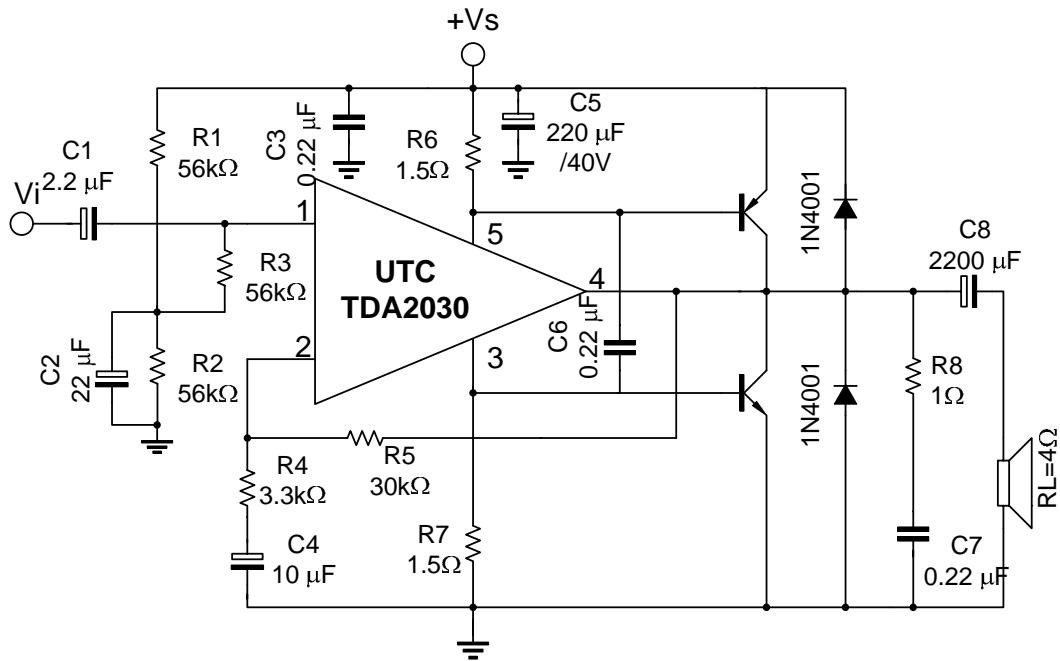 +Vs
C1
2.2 μF
Vi
R1
56kΩ
C3
0.22 μF
R6
1.5Ω
C5
220 μF
/40V
1N4001
C8
2200 μF
1
5
R3
56kΩ
UTC
TDA2030
4
C2
22 μF
R2
56kΩ
2
3
C6
0.22 μF
1N4001
R8
1Ω
R4
3.3kΩ
R5
30kΩ
RL=4Ω
C4
10 μF
R7
1.5Ω
C7
0.22 μF